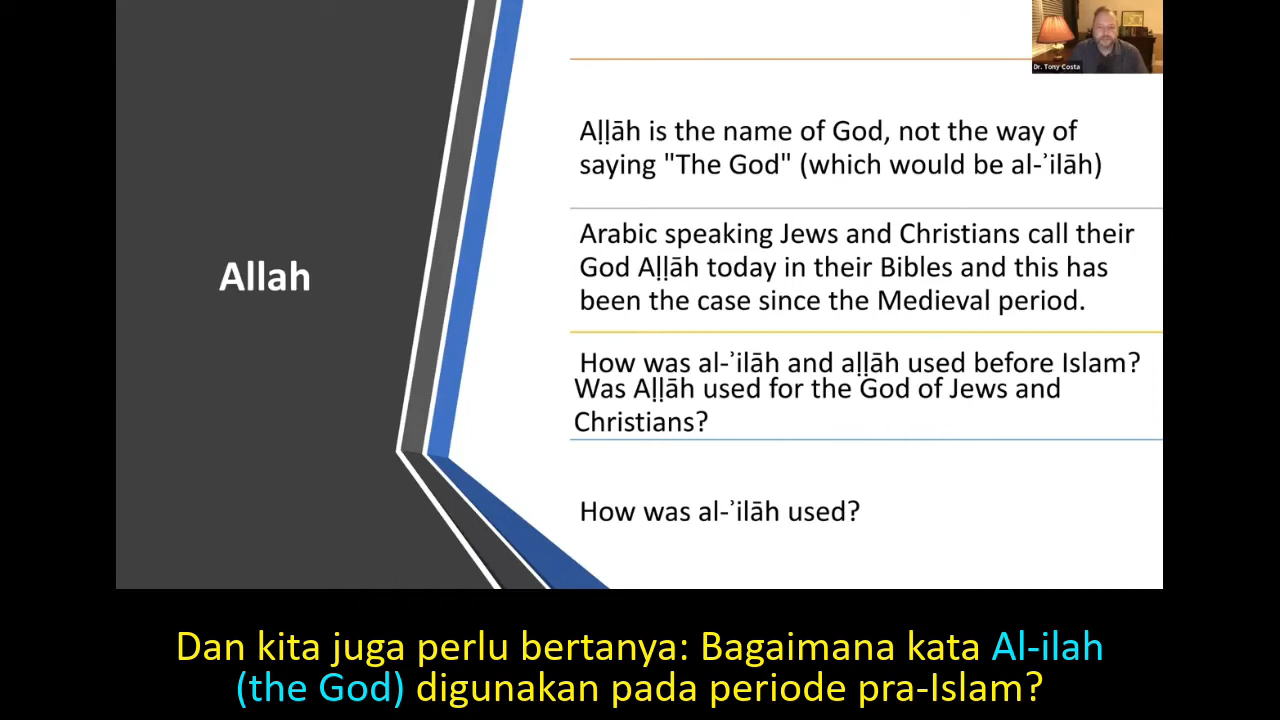 Dr. Tony Costa
Allah
Aḷḷāh is the name of God, not the way of
saying "The God" (which would be al-ʾilāh)
Arabic speaking Jews and Christians call their
God Aḷḷāh today in their Bibles and this has
been the case since the Medieval period.
How was al-ʾilāh and aḷḷāh used before Islam?
Was Aḷḷāh used for the God of Jews and
Christians?
How was al-ʾilāh used?
Dan kita juga perlu bertanya: Bagaimana kata Al-ilah
(the God) digunakan pada periode pra-Islam?